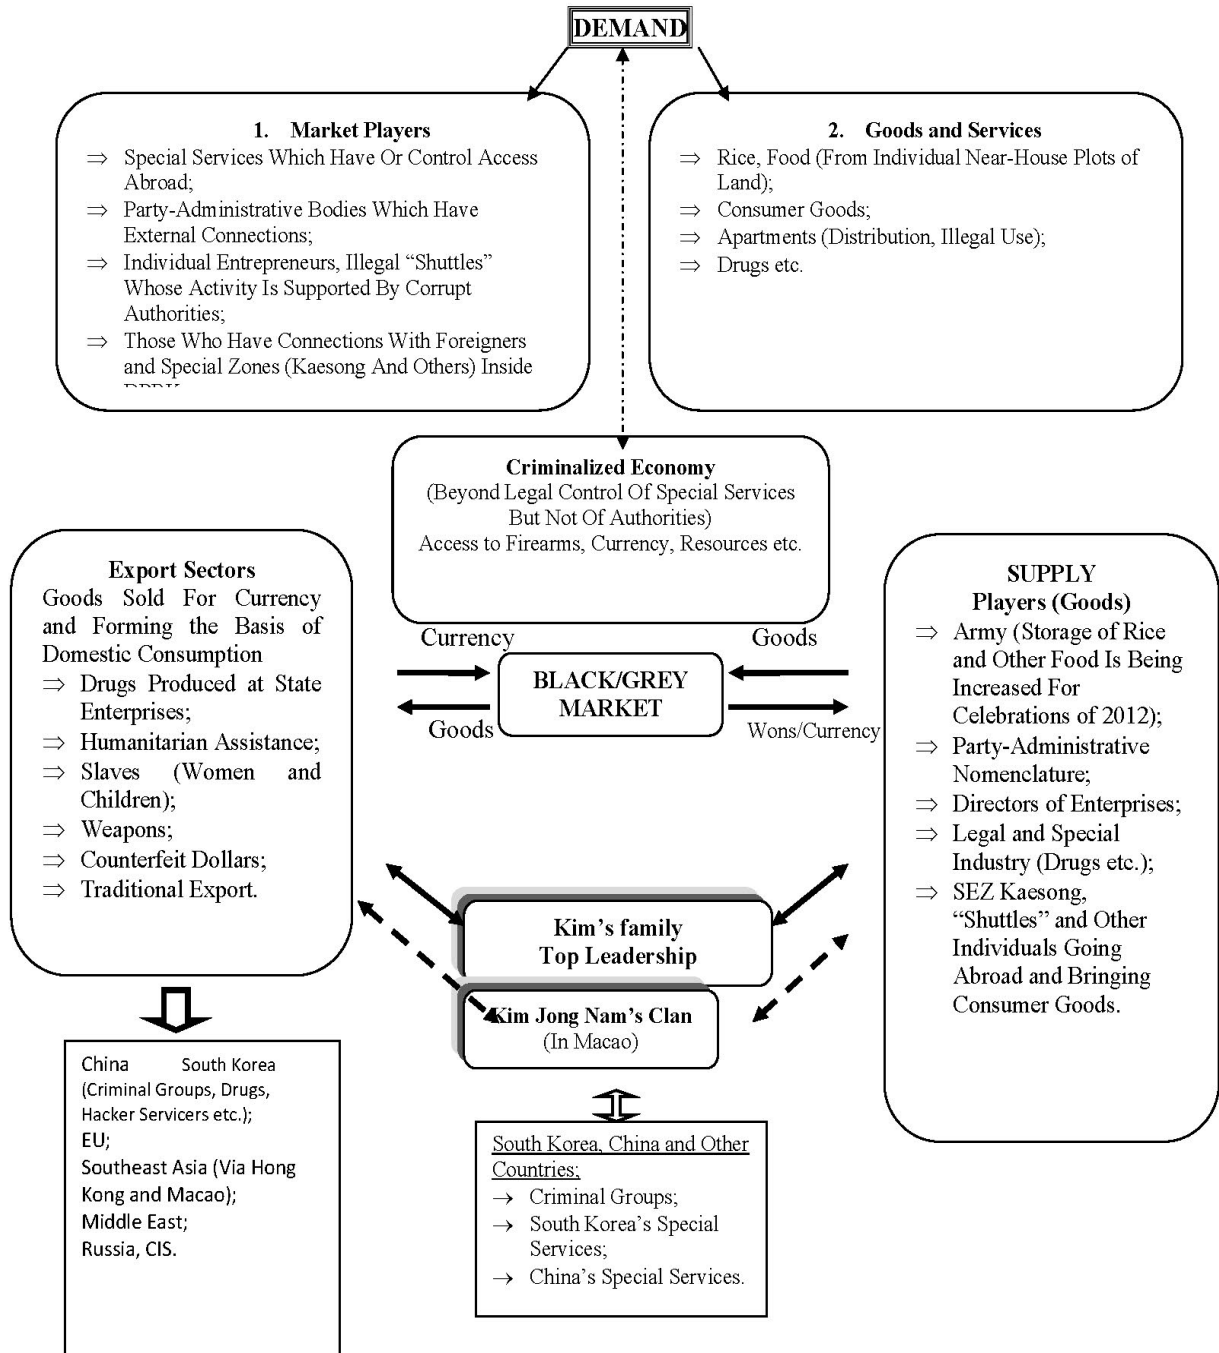 DEMAND
1. Market Players
⇒ Special Services Which Have Or Control Access
Abroad;
⇒ Party-Administrative Bodies Which Have
External Connections;
⇒ Individual Entrepreneurs, Illegal “Shuttles”
Whose Activity Is Supported By Corrupt
Authorities;
⇒ Those Who Have Connections With Foreigners
and Special Zones (Kaesong And Others) Inside
2. Goods and Services
⇒ Rice, Food (From Individual Near-House Plots of
Land);
⇒ Consumer Goods;
⇒ Apartments (Distribution, Illegal Use);
⇒ Drugs etc.
Criminalized Economy
(Beyond Legal Control Of Special Services
But Not Of Authorities)
Access to Firearms, Currency, Resources etc.
Export Sectors
Goods Sold For Currency
and Forming the Basis of
Domestic Consumption
⇒ Drugs Produced at State
Enterprises;
⇒ Humanitarian Assistance;
⇒ Slaves (Women and
Children);
⇒ Weapons;
⇒ Counterfeit Dollars;
⇒ Traditional Export.
Currency
Goods
BLACK/GREY
MARKET
Goods
Wons/Currency
SUPPLY
Players (Goods)
⇒ Army (Storage of Rice
and Other Food Is Being
Increased For
Celebrations of 2012);
⇒ Party-Administrative
Nomenclature;
⇒ Directors of Enterprises;
⇒ Legal and Special
Industry (Drugs etc.);
⇒ SEZ Kaesong,
“Shuttles” and Other
Individuals Going
Abroad and Bringing
Consumer Goods.
Kim’s family
Top Leadership
Kim Jong Nam’s Clan
(In Macao)
China South Korea
(Criminal Groups, Drugs,
Hacker Servicers etc.);
EU;
Southeast Asia (Via Hong
Kong and Macao);
Middle East;
Russia, CIS.
South Korea, China and Other
Countries:
→ Criminal Groups;
→ South Korea’s Special
Services;
→ China’s Special Services.